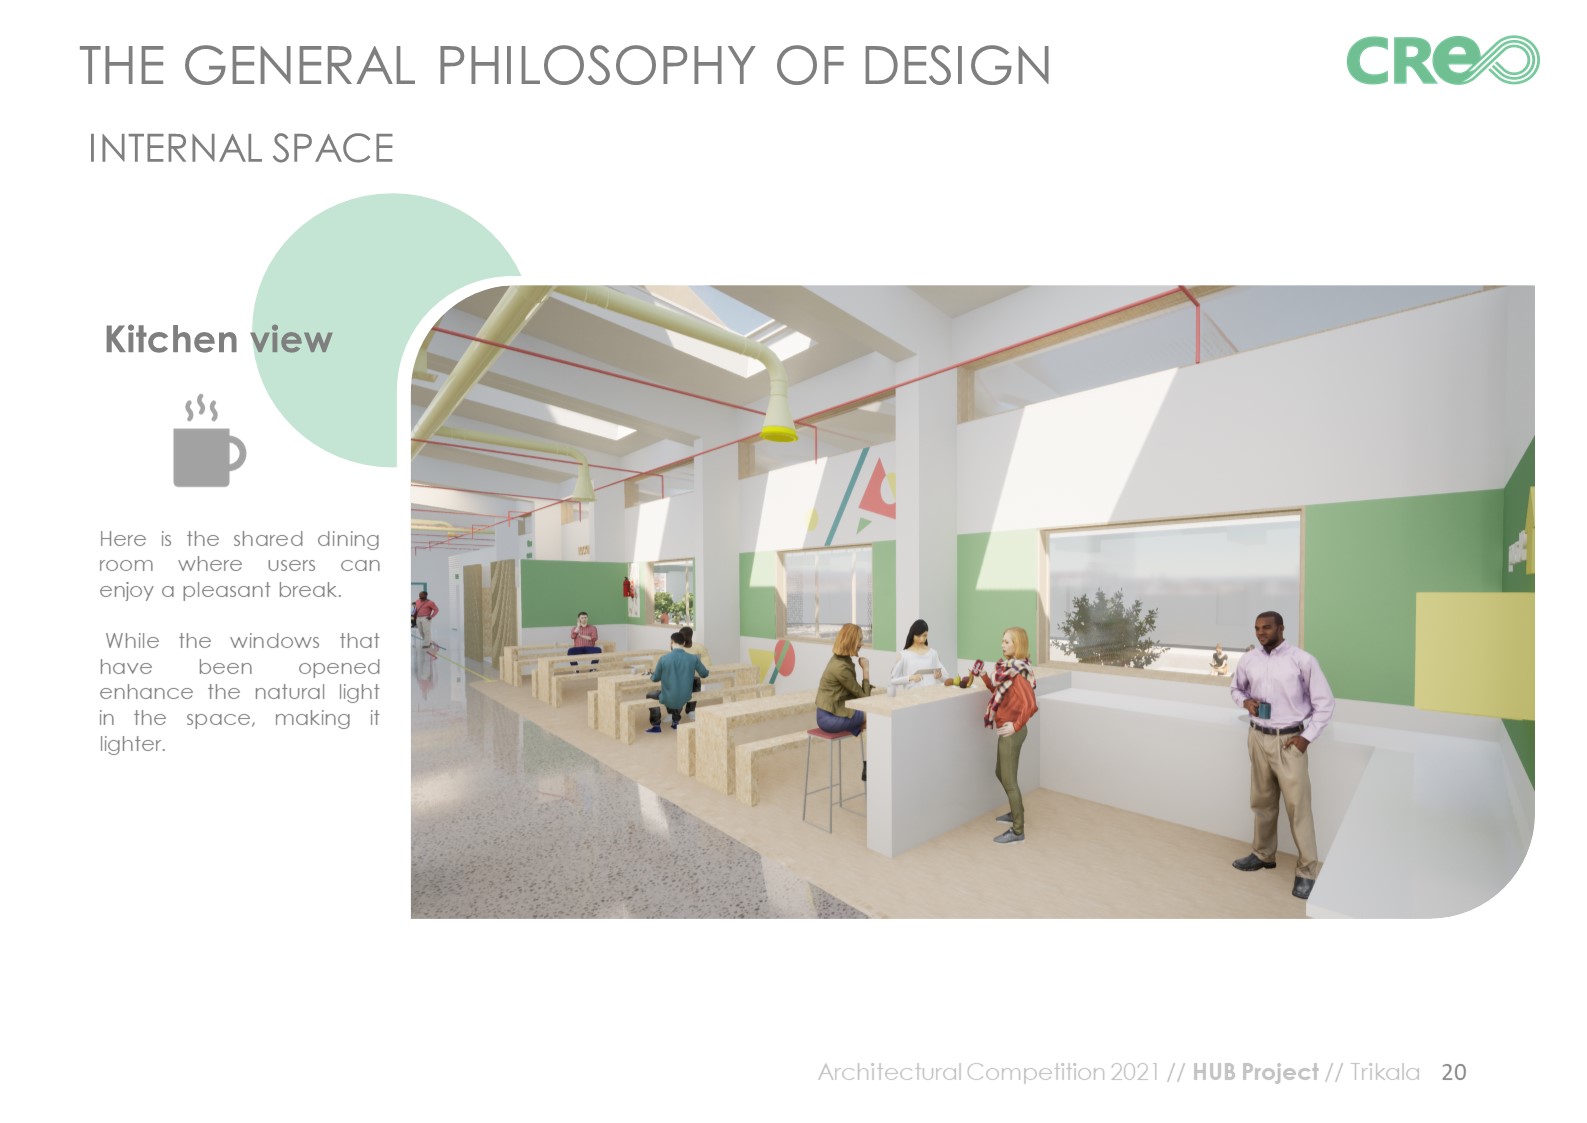 THE GENERAL PHILOSOPHY OF DESIGN
CREO
INTERNAL SPACE
Kitchen view
Here is the shared dining
room where users can
enjoy a pleasant break.
While the windows that
have been opened
enhance the natural light
in the space, making it
lighter.
Architectural Competition 2021 // HUB Project // Trikala 20